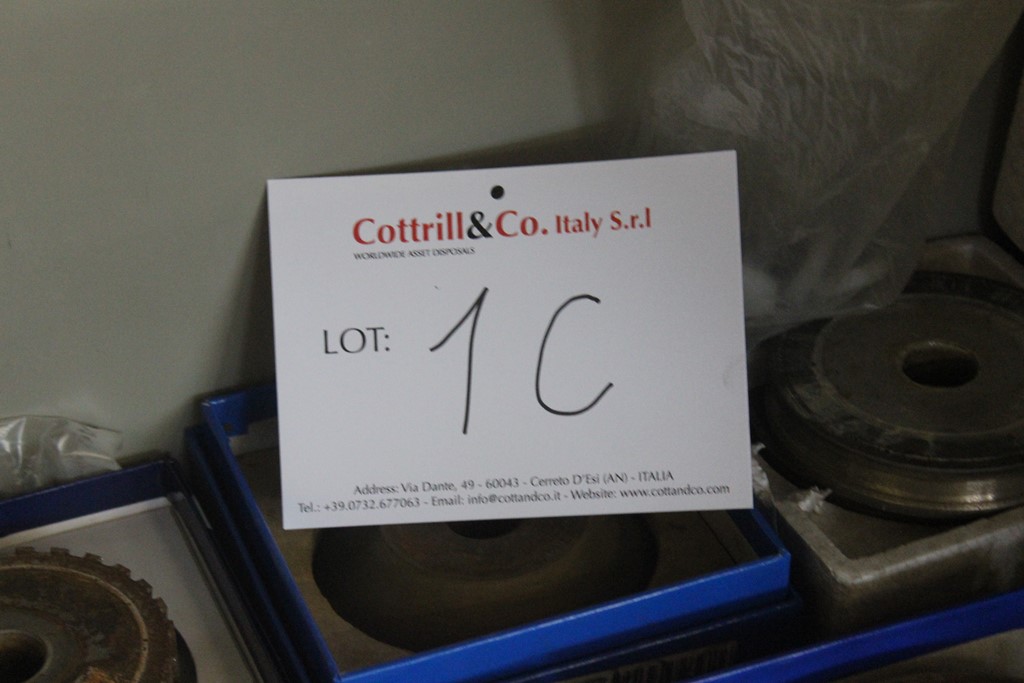 Cottrill&Co. Italy S.r.l
WORLDWIDE ASSET DISPOSALS
LOT: 1 C
Address: Via Dante, 49 - 60043 - Cerreto D'Esi (AN) - ITALIA
Tel.: +39.0732.677063 - Email: info@cottandco.it - Website: www.cottandco.com